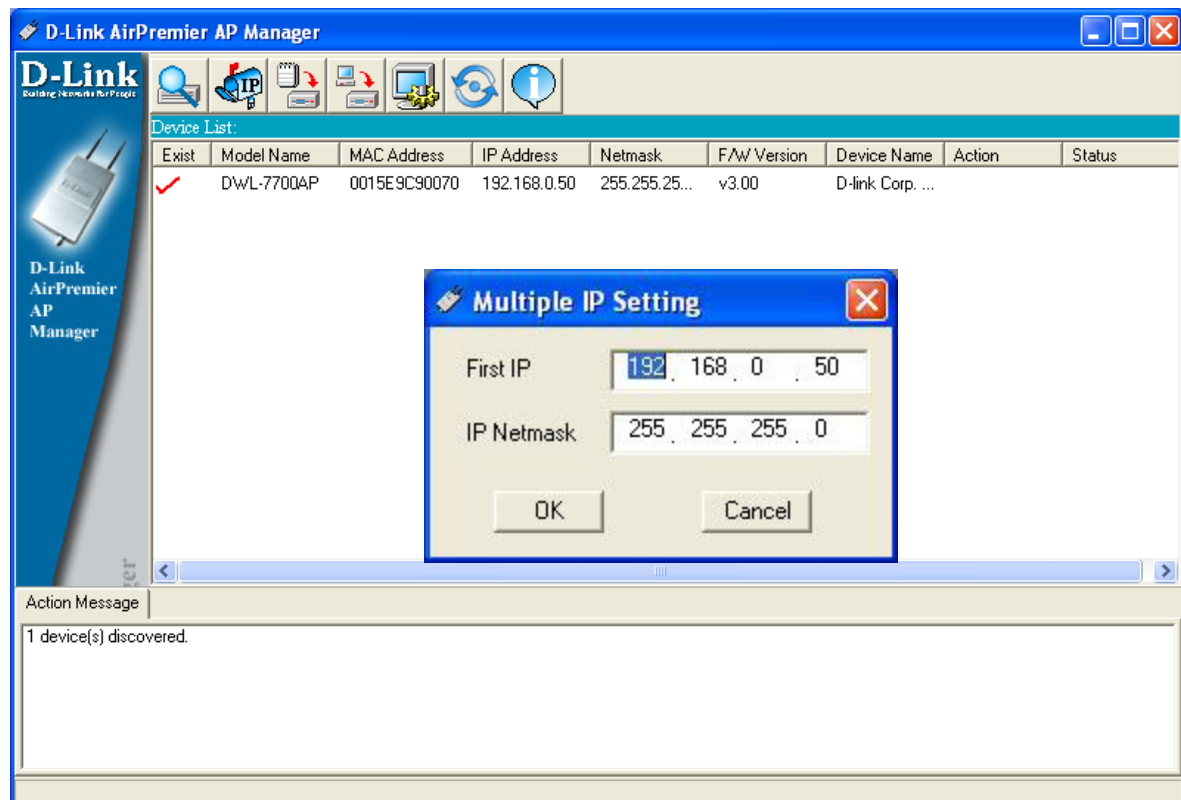 D-Link AirPremier AP Manager
D-Link
Building Networks for People
IP
Device List:
Exist Model Name MAC Address IP Address Netmask F/W Version Device Name Action Status
DWL-7700AP 0015E9C90070 192.168.0.50 255.255.25... v3.00 D-link Corp. ...
D-Link
AirPremier
AP
Manager
Multiple IP Setting
First IP 192 . 168 . 0 . 50
IP Netmask 255 . 255 . 255 . 0
OK Cancel
Action Message
1 device(s) discovered.